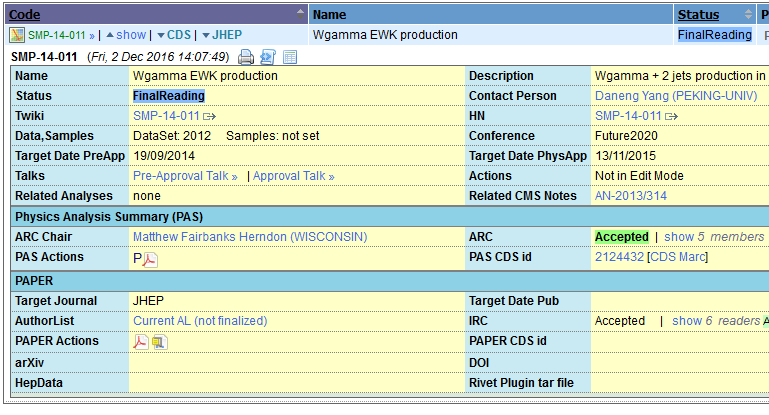 Code Name Status P
SMP-14-011 » | show | CDS | JHEP Wgamma EWK production FinalReading
SMP-14-011 (Fri, 2 Dec 2016 14:07:49) |
Name Wgamma EWK production Description Wgamma + 2 jets production in
Status FinalReading Contact Person Daneng Yang (PEKING-UNIV)
Twiki SMP-14-011 HN SMP-14-011
Data,Samples DataSet: 2012 Samples: not set Conference Future2020
Target Date PreApp 19/09/2014 Target Date PhysApp 13/11/2015
Talks Pre-Approval Talk » | Approval Talk » Actions Not in Edit Mode
Related Analyses none Related CMS Notes AN-2013/314
Physics Analysis Summary (PAS)
ARC Chair Matthew Fairbanks Herndon (WISCONSIN) ARC Accepted | show 5 members
PAS Actions P PAS CDS id 2124432 [CDS Marc]
PAPER
Target Journal JHEP Target Date Pub
AuthorList Current AL (not finalized) IRC Accepted | show 6 readers A
PAPER Actions PAPER CDS id
arXiv DOI
HepData Rivet Plugin tar file